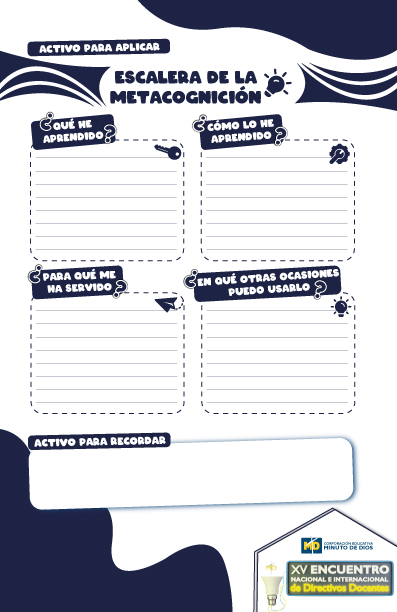 ACTIVO PARA APLICAR
ESCALERA DE LA
METACOGNICIÓN
¿QUÉ HE
APRENDIDO?
¿CÓMO LO HE
APRENDIDO?
¿PARA QUÉ ME
HA SERVIDO?
¿EN QUÉ OTRAS OCASIONES
PUEDO USARLO?
ACTIVO PARA RECORDAR
MD CORPORACIÓN EDUCATIVA
MINUTO DE DIOS
XV ENCUENTRO
NACIONAL E INTERNACIONAL
de Directivos Docentes